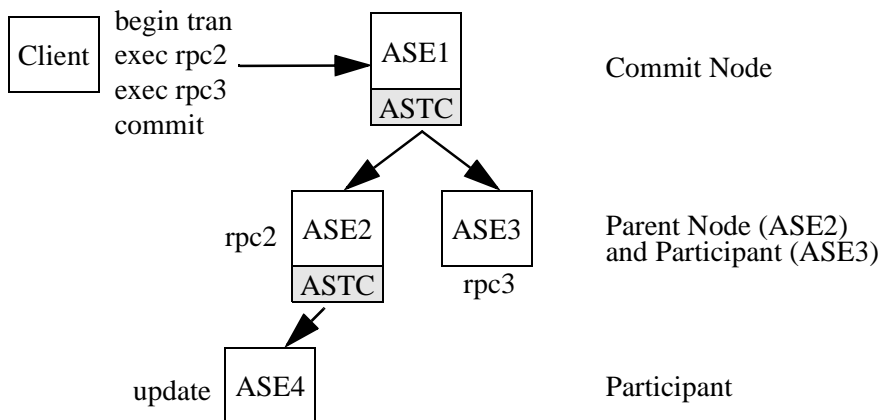 begin tran
Client
exec rpc2
exec rpc3
commit
ASE1
ASTC
Commit Node
rpc2
ASE2
ASTC
ASE3
rpc3
Parent Node (ASE2)
and Participant (ASE3)
update
ASE4
Participant